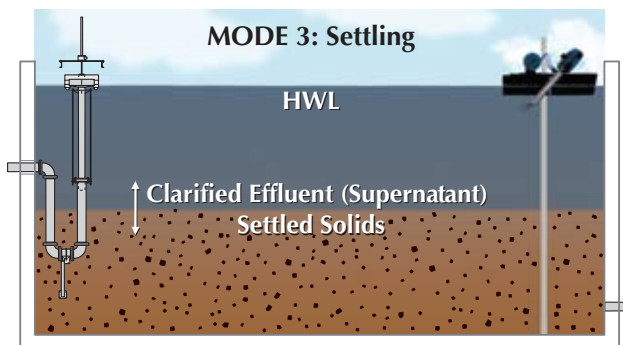 MODE 3: Settling
HWL
Clarified Effluent (Supernatant)
Settled Solids